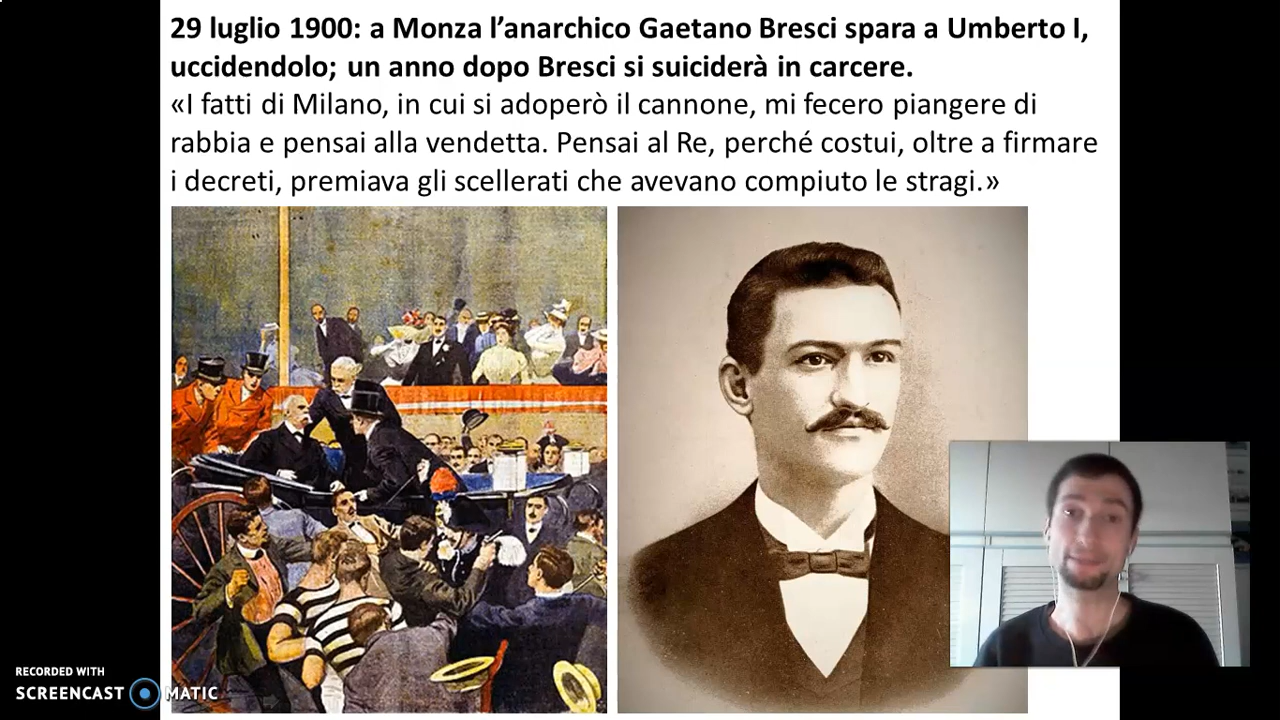 29 luglio 1900: a Monza l’anarchico Gaetano Bresci spara a Umberto I,
uccidendolo; un anno dopo Bresci si suiciderà in carcere.
«I fatti di Milano, in cui si adoperò il cannone, mi fecero piangere di
rabbia e pensai alla vendetta. Pensai al Re, perché costui, oltre a firmare
i decreti, premiava gli scellerati che avevano compiuto le stragi.»
RECORDED WITH
SCREENCAST MATIC